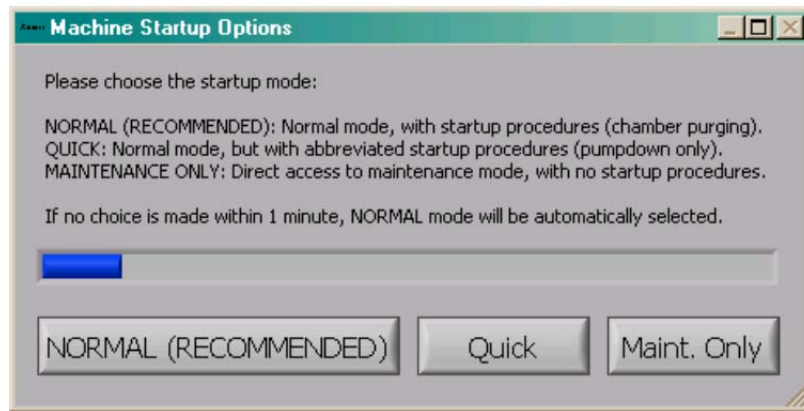 Machine Startup Options
Please choose the startup mode:
NORMAL (RECOMMENDED): Normal mode, with startup procedures (chamber purging).
QUICK: Normal mode, but with abbreviated startup procedures (pumpdown only).
MAINTENANCE ONLY: Direct access to maintenance mode, with no startup procedures.
If no choice is made within 1 minute, NORMAL mode will be automatically selected.
NORMAL (RECOMMENDED) Quick Maint. Only